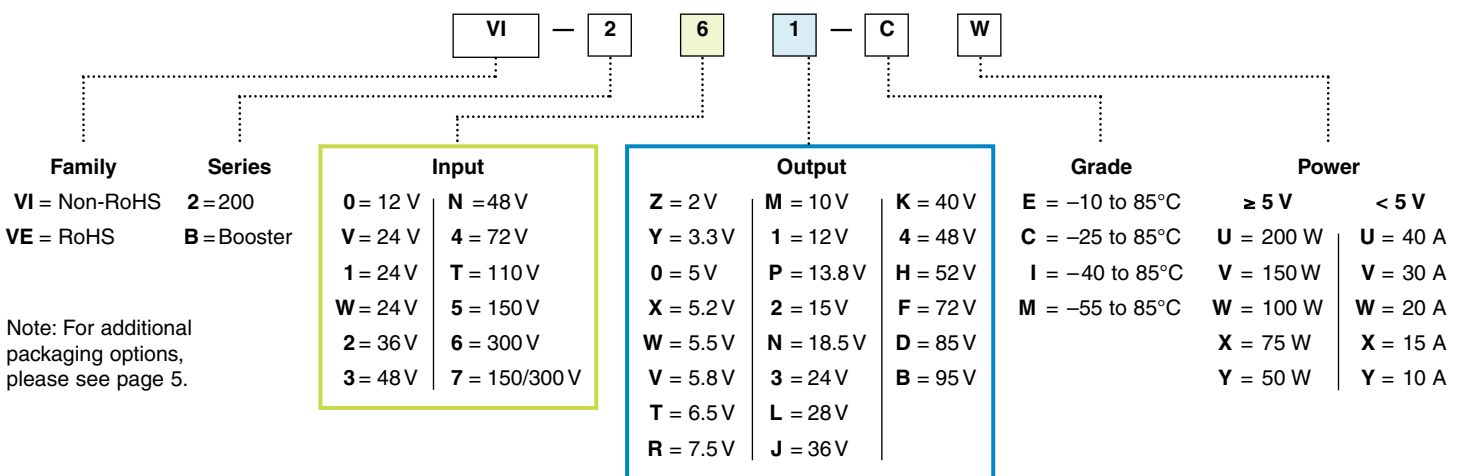 VI — 2 6 1 — C W
Family
VI = Non-RoHS
VE = RoHS
Series
2 = 200
B = Booster
Input
0 = 12 V
V = 24 V
1 = 24 V
W = 24 V
2 = 36 V
3 = 48 V
N = 48 V
4 = 72 V
T = 110 V
5 = 150 V
6 = 300 V
7 = 150/300 V
Output
Z = 2 V
Y = 3.3 V
0 = 5 V
X = 5.2 V
W = 5.5 V
V = 5.8 V
T = 6.5 V
R = 7.5 V
M = 10 V
1 = 12 V
P = 13.8 V
2 = 15 V
N = 18.5 V
3 = 24 V
L = 28 V
J = 36 V
K = 40 V
4 = 48 V
H = 52 V
F = 72 V
D = 85 V
B = 95 V
Grade
E = –10 to 85°C
C = –25 to 85°C
I = –40 to 85°C
M = –55 to 85°C
Power
≥ 5 V
U = 200 W
V = 150 W
W = 100 W
X = 75 W
Y = 50 W
< 5 V
U = 40 A
V = 30 A
W = 20 A
X = 15 A
Y = 10 A
Note: For additional
packaging options,
please see page 5.